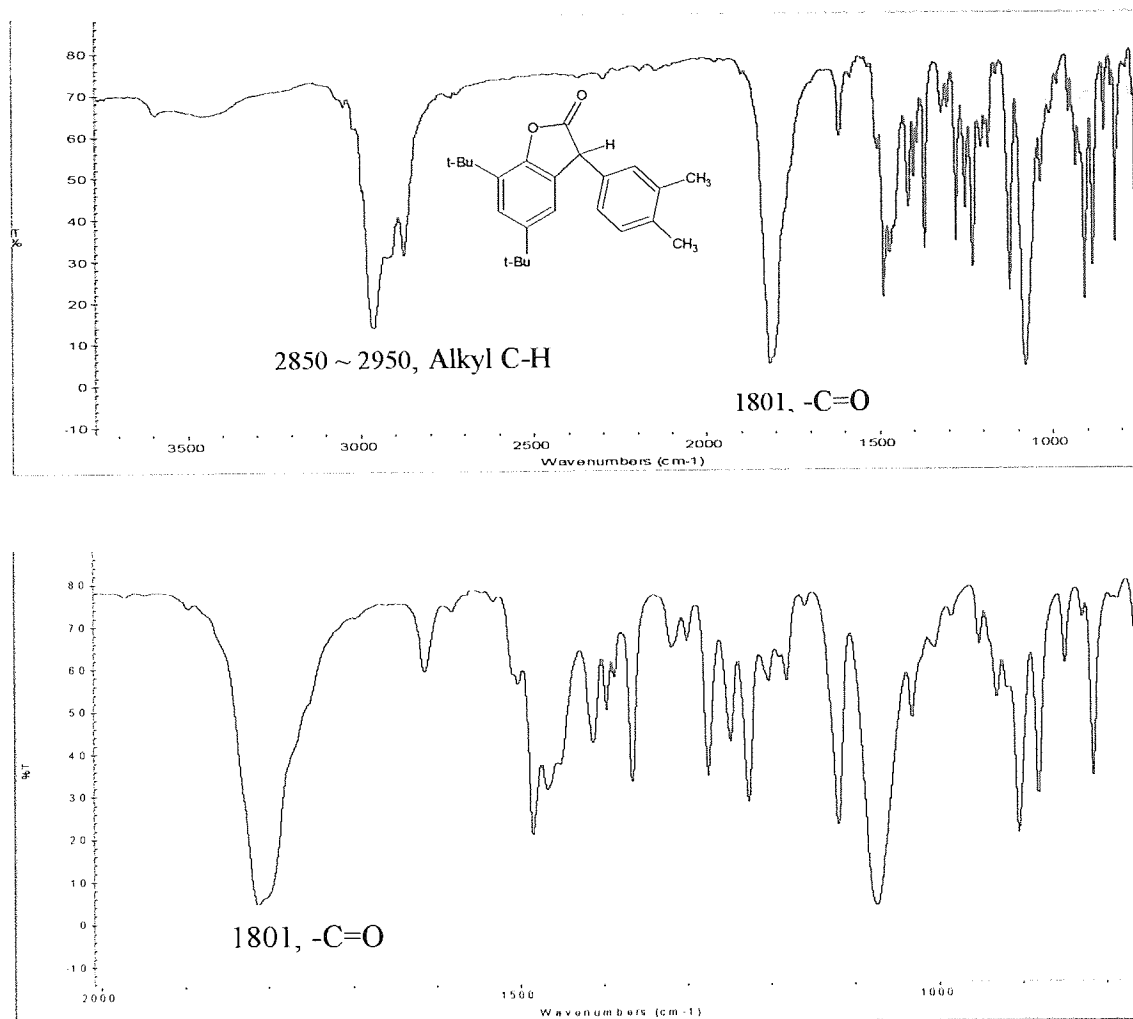 80
70
60
50
40
30
20
10
0
-10
%T
O
O
H
t-Bu
CH3
t-Bu
CH3
2850 ~ 2950, Alkyl C-H
1801, -C=O
3500 3000 2500 2000 1500 1000
Wavenumbers (cm-1)
80
70
60
50
40
30
20
10
0
-10
%T
1801, -C=O
2000 1500 1000
Wavenumbers (cm-1)